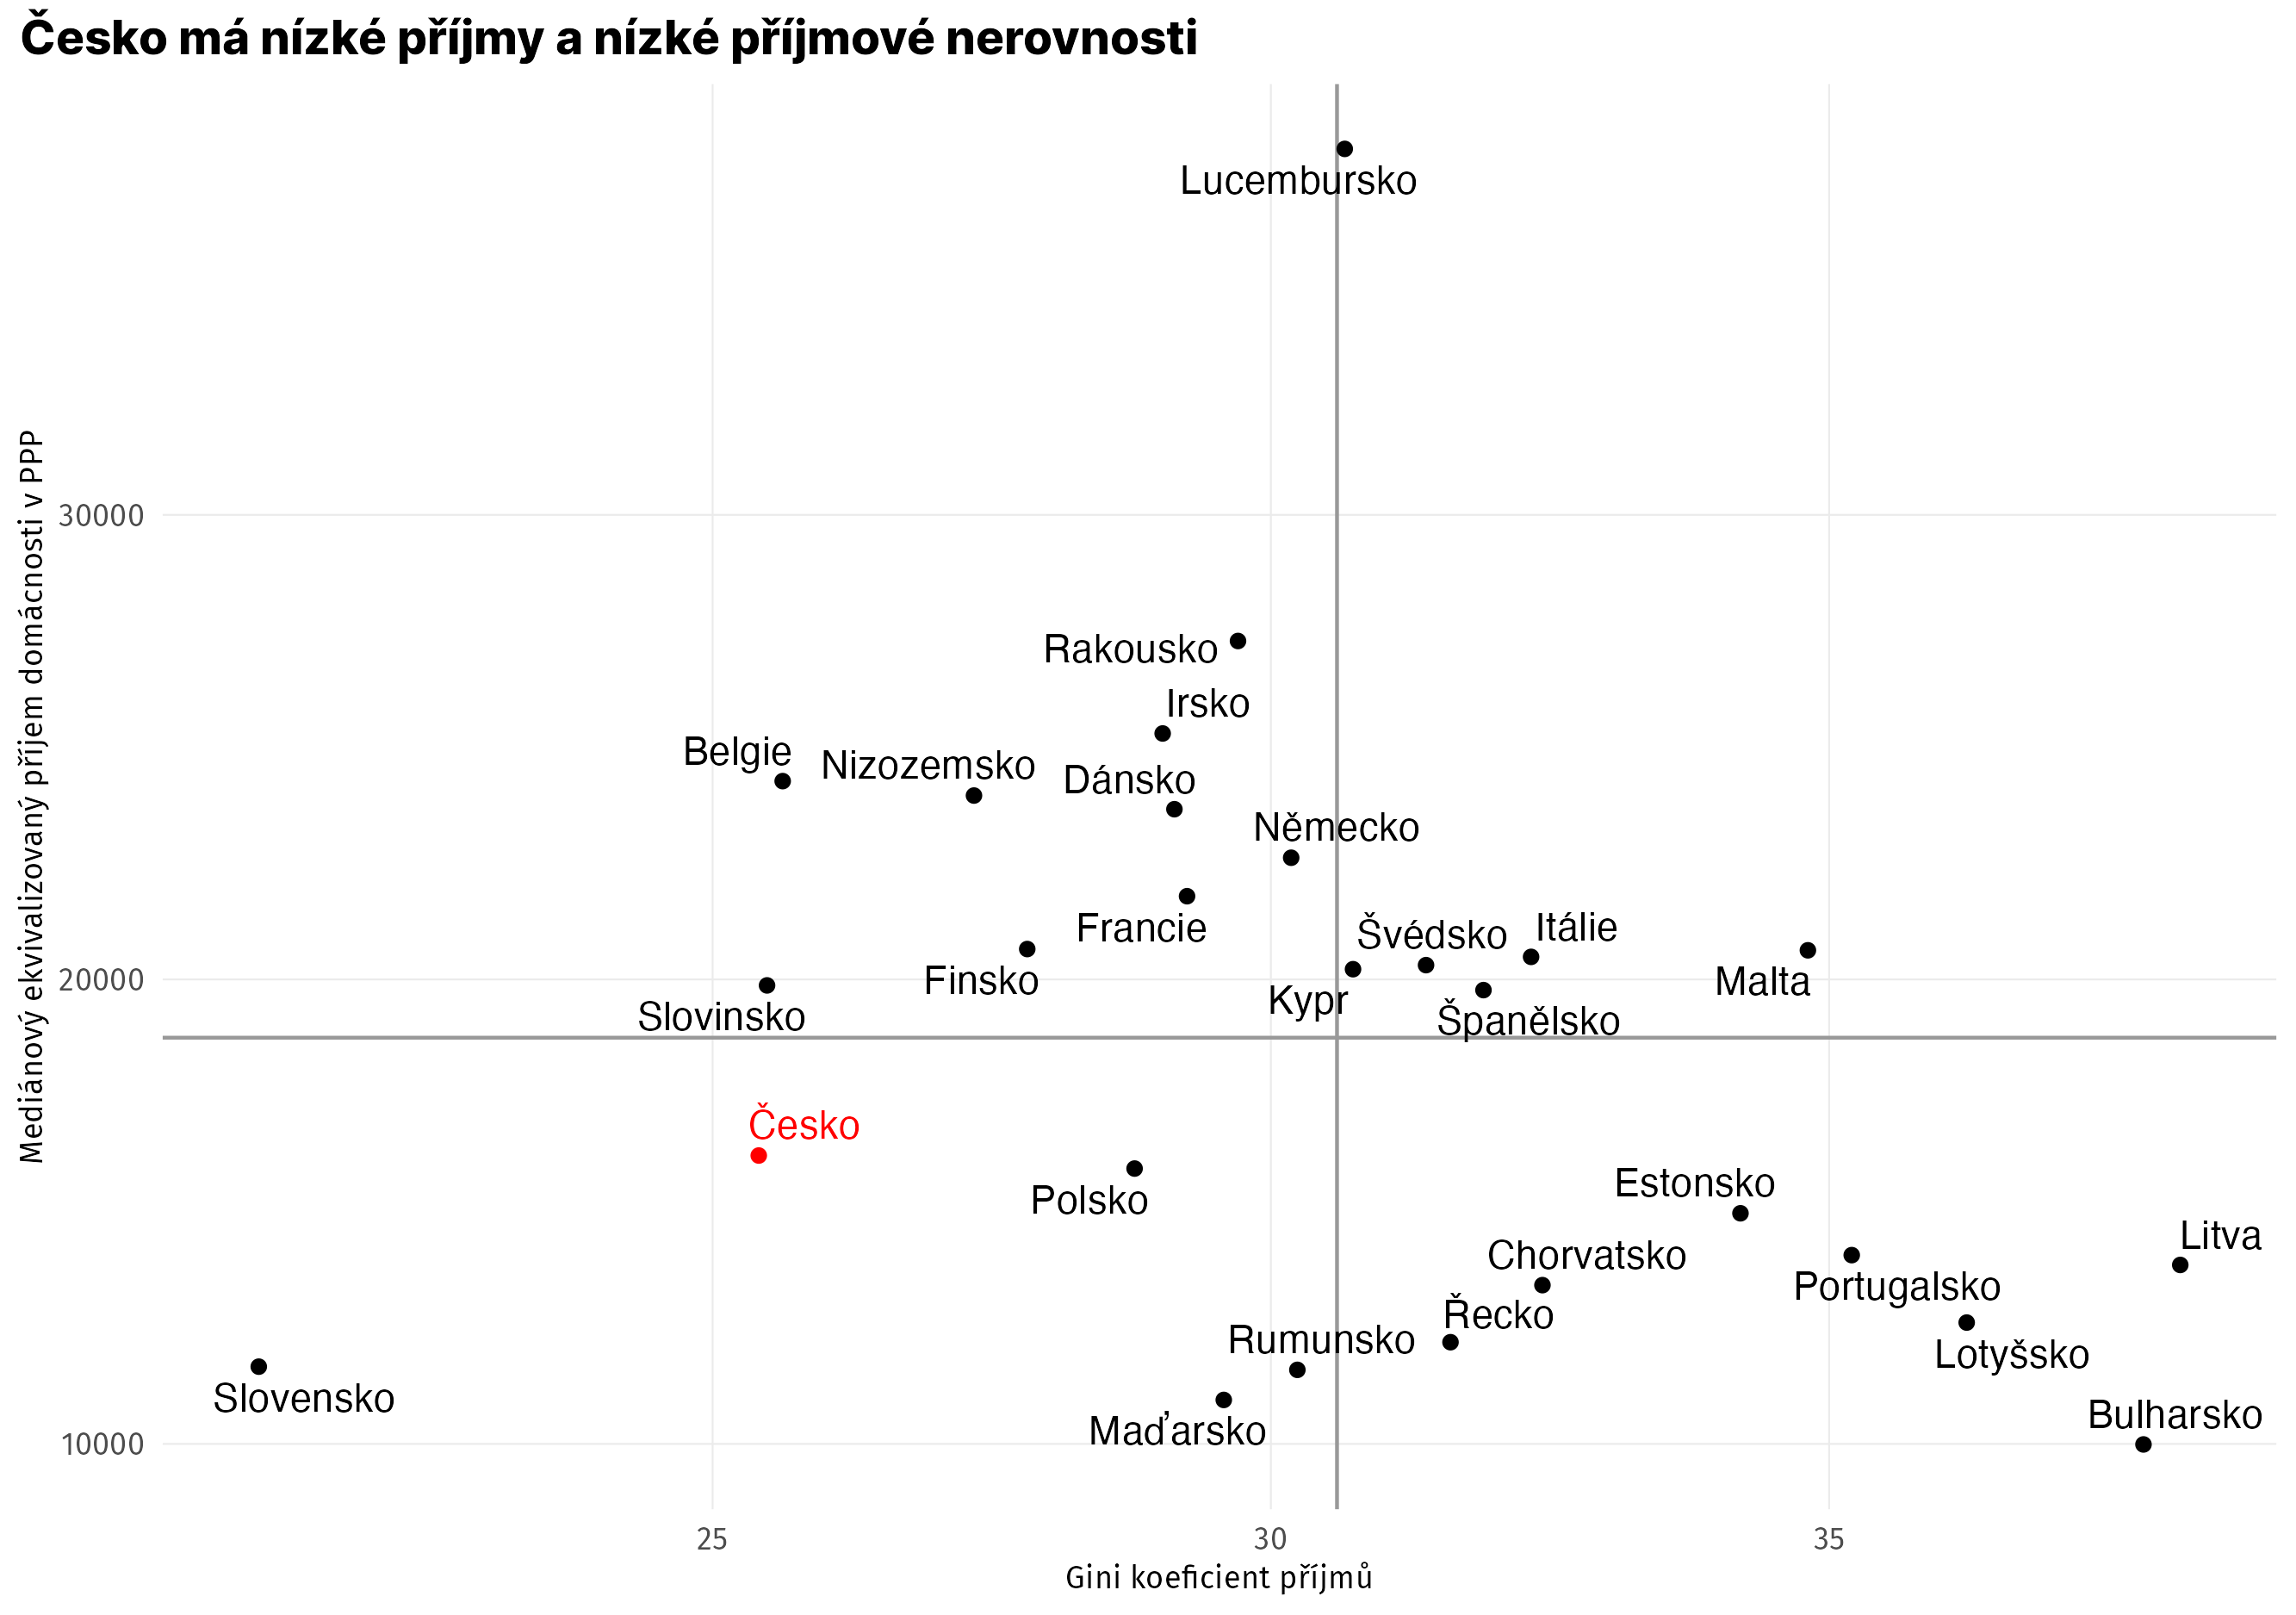 Česko má nízké příjmy a nízké příjmové nerovnosti
Mediánový ekvivalizovaný příjem domácnosti v PPP
30000
20000
10000
Lucembursko
Rakousko
Irsko
Belgie
Nizozemsko
Dánsko
Německo
Francie
Švédsko
Itálie
Finsko
Kypr
Malta
Slovinsko
Španělsko
Česko
Polsko
Estonsko
Litva
Chorvatsko
Portugalsko
Řecko
Rumunsko
Lotyšsko
Slovensko
Maďarsko
Bulharsko
25
30
35
Gini koeficient příjmů